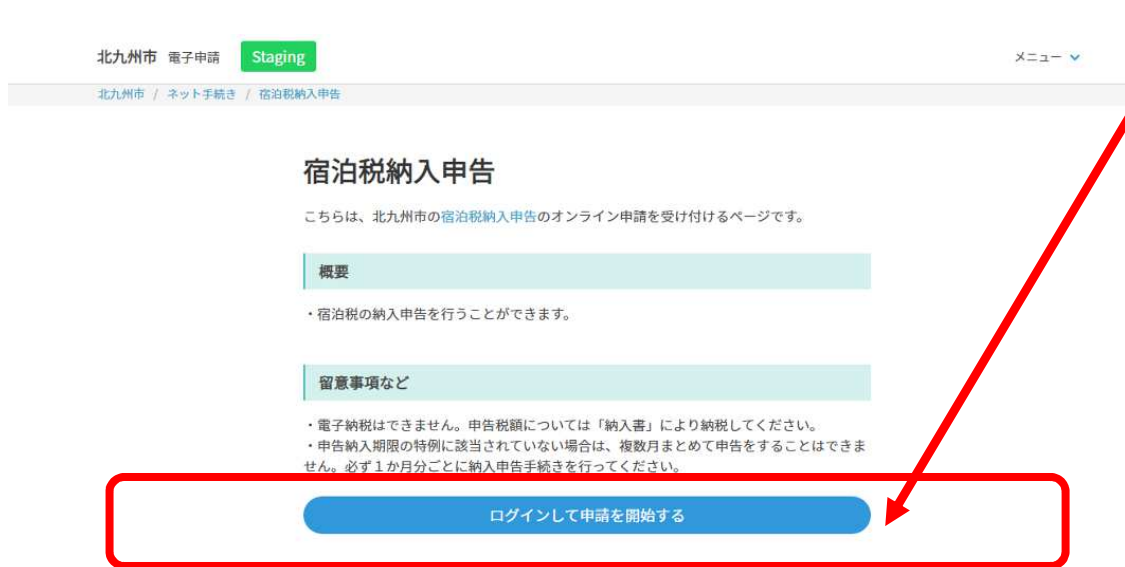 北九州市 電子申請 Staging メニュー
北九州市 / ネット手続き / 宿泊税納入申告
宿泊税納入申告
こちらは、北九州市の宿泊税納入申告のオンライン申請を受け付けるページです。
概要
・宿泊税の納入申告を行うことができます。
留意事項など
・電子納税はできません。申告税額については「納入書」により納税してください。
・申告納入期限の特例に該当されていない場合は、複数月まとめて申告をすることはできま
せん。必ず１か月分ごとに納入申告手続きを行ってください。
ログインして申請を開始する